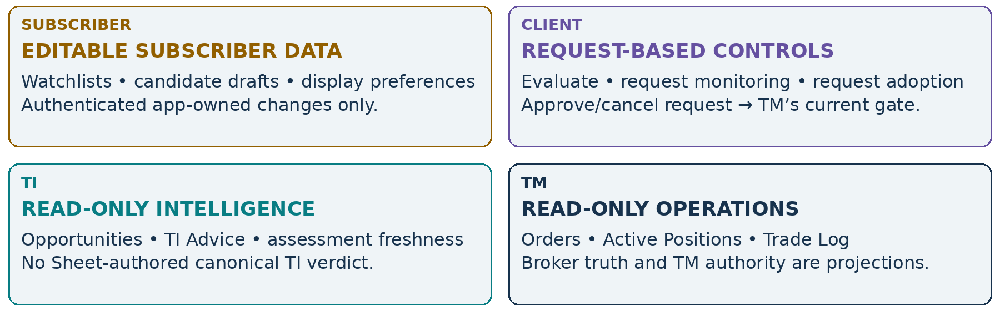 SUBSCRIBER
EDITABLE SUBSCRIBER DATA
Watchlists • candidate drafts • display preferences
Authenticated app-owned changes only.
CLIENT
REQUEST-BASED CONTROLS
Evaluate • request monitoring • request adoption
Approve/cancel request → TM’s current gate.
TI
READ-ONLY INTELLIGENCE
Opportunities • TI Advice • assessment freshness
No Sheet-authored canonical TI verdict.
TM
READ-ONLY OPERATIONS
Orders • Active Positions • Trade Log
Broker truth and TM authority are projections.